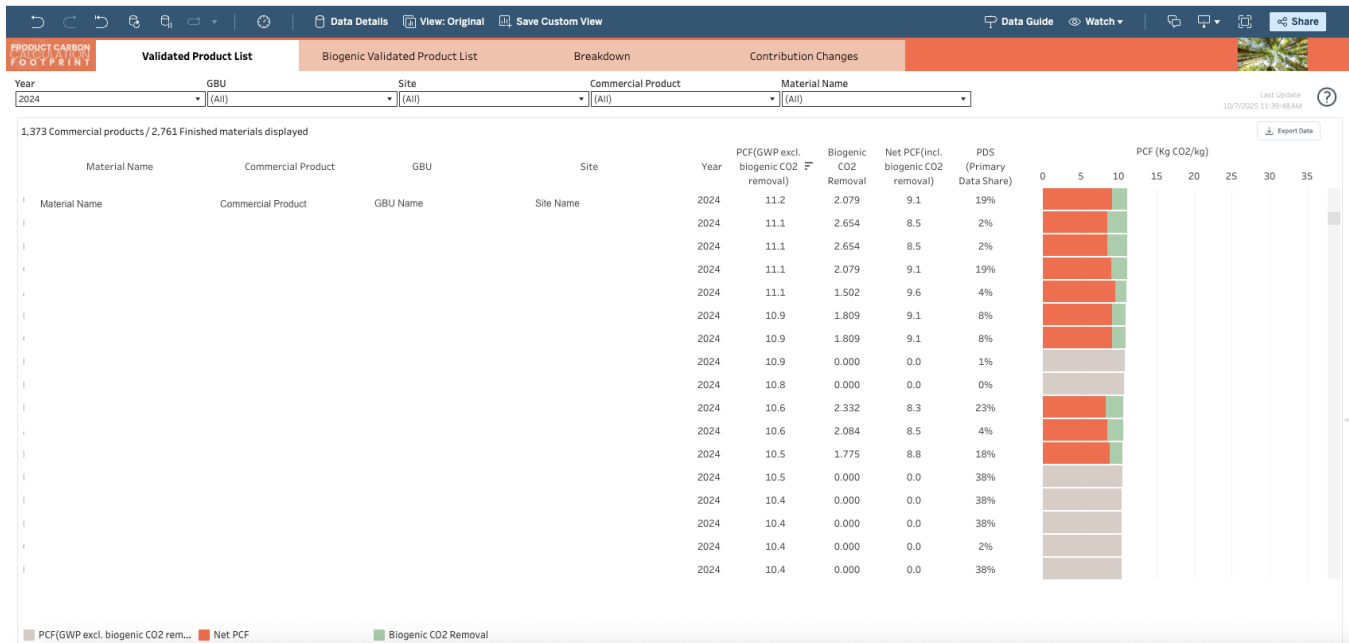 Data Details View: Original Save Custom View Data Guide Watch Share
PRODUCT CARBON
CALCULATION
FOOTPRINT
Validated Product List Biogenic Validated Product List Breakdown Contribution Changes
Year GBU Site Commercial Product Material Name
2024 (All) (All) (All) (All)
Last Update
10/7/2025 11:39:48 AM
?
1,373 Commercial products / 2,761 Finished materials displayed
Export Data
Material Name Commercial Product GBU Site Year PCF(GWP excl. biogenic CO2 removal) Biogenic CO2 Removal Net PCF(incl. biogenic CO2 removal) PDS (Primary Data Share) PCF (Kg CO2/kg)
0 5 10 15 20 25 30 35
Material Name Commercial Product GBU Name Site Name 2024 11.2 2.079 9.1 19%
2024 11.1 2.654 8.5 2%
2024 11.1 2.654 8.5 2%
2024 11.1 2.079 9.1 19%
2024 11.1 1.502 9.6 4%
2024 10.9 1.809 9.1 8%
2024 10.9 1.809 9.1 8%
2024 10.9 0.000 0.0 1%
2024 10.8 0.000 0.0 0%
2024 10.6 2.332 8.3 23%
2024 10.6 2.084 8.5 4%
2024 10.5 1.775 8.8 18%
2024 10.5 0.000 0.0 38%
2024 10.4 0.000 0.0 38%
2024 10.4 0.000 0.0 38%
2024 10.4 0.000 0.0 2%
2024 10.4 0.000 0.0 38%
PCF(GWP excl. biogenic CO2 rem... Net PCF Biogenic CO2 Removal